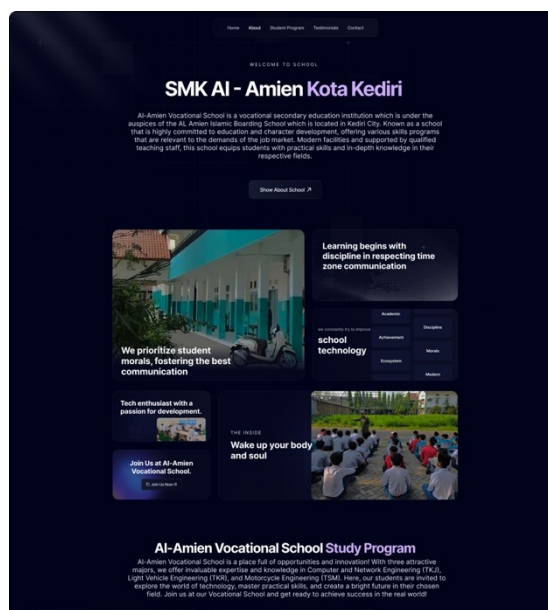 Home About Student Program Testimonials Contact
WELCOME TO SCHOOL
SMK Al - Amien Kota Kediri
Al-Amien Vocational School is a vocational secondary education institution which is under the
auspices of the AL Amien Islamic Boarding School which is located in Kediri City. Known as a school
that is highly committed to education and character development, offering various skills programs
that are relevant to the demands of the job market. Modern facilities and supported by qualified
teaching staff, this school equips students with practical skills and in-depth knowledge in their
respective fields.
Show About School ↗
We prioritize student
morals, fostering the best
communication
Learning begins with
discipline in respecting time
zone communication
we constantly try to improve
school
technology
Academic
Discipline
Achievement
Morals
Ecosystem
Modern
Tech enthusiast with a
passion for development.
Join Us at Al-Amien
Vocational School.
Join Us Now !!
THE INSIDE
Wake up your body
and soul
Al-Amien Vocational School Study Program
Al-Amien Vocational School is a place full of opportunities and innovation! With three attractive
majors, we offer invaluable expertise and knowledge in Computer and Network Engineering (TKJ),
Light Vehicle Engineering (TKR), and Motorcycle Engineering (TSM). Here, our students are invited to
explore the world of technology, master practical skills, and create a bright future in their chosen
field. Join us at our Vocational School and get ready to achieve success in the real world!